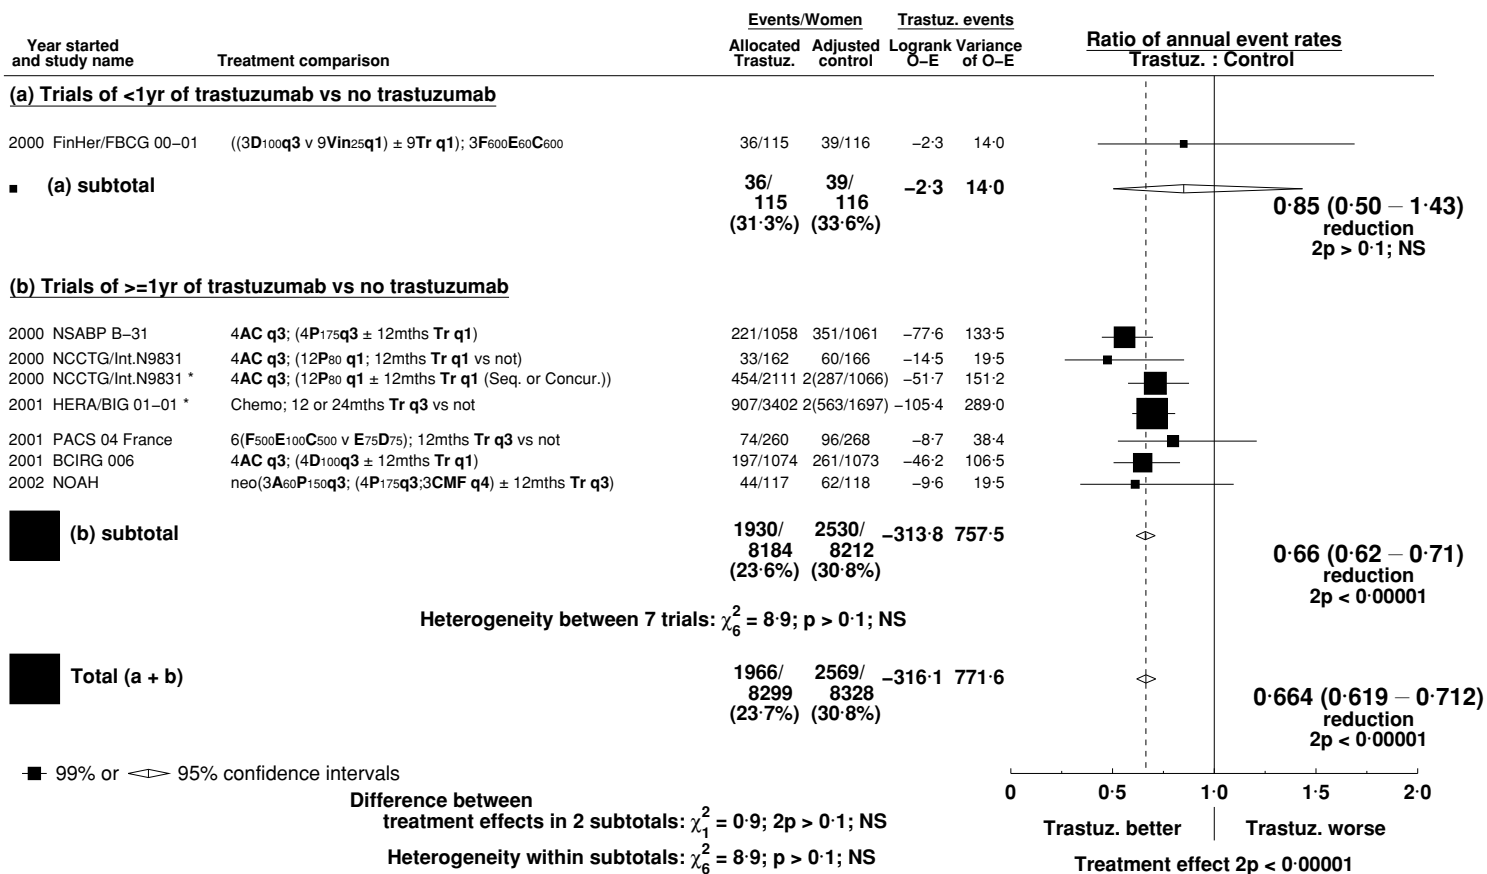 Events/Women Trastuz. events
Year started Allocated Adjusted Logrank Variance Ratio of annual event rates
and study name Treatment comparison Trastuz. control O–E of O–E Trastuz. : Control
(a) Trials of <1yr of trastuzumab vs no trastuzumab
2000 FinHer/FBCG 00–01 ((3D100q3 v 9Vin25q1) ± 9Tr q1); 3F600E60C600 36/115 39/116 –2·3 14·0
(a) subtotal 36/ 39/ –2·3 14·0
115 116
(31·3%) (33·6%)
0·85 (0·50 – 1·43)
reduction
2p > 0·1; NS
(b) Trials of >=1yr of trastuzumab vs no trastuzumab
2000 NSABP B–31 4AC q3; (4P175q3 ± 12mths Tr q1) 221/1058 351/1061 –77·6 133·5
2000 NCCTG/Int.N9831 4AC q3; (12P80 q1; 12mths Tr q1 vs not) 33/162 60/166 –14·5 19·5
2000 NCCTG/Int.N9831 * 4AC q3; (12P80 q1 ± 12mths Tr q1 (Seq. or Concur.)) 454/2111 2(287/1066) –51·7 151·2
2001 HERA/BIG 01–01 * Chemo; 12 or 24mths Tr q3 vs not 907/3402 2(563/1697) –105·4 289·0
2001 PACS 04 France 6(F500E100C500 v E75D75); 12mths Tr q3 vs not 74/260 96/268 –8·7 38·4
2001 BCIRG 006 4AC q3; (4D100q3 ± 12mths Tr q1) 197/1074 261/1073 –46·2 106·5
2002 NOAH neo(3A60P150q3; (4P175q3;3CMF q4) ± 12mths Tr q3) 44/117 62/118 –9·6 19·5
(b) subtotal 1930/ 2530/ –313·8 757·5
8184 8212
(23·6%) (30·8%)
0·66 (0·62 – 0·71)
reduction
2p < 0·00001
Heterogeneity between 7 trials: χ²6 = 8·9; p > 0·1; NS
Total (a + b) 1966/ 2569/ –316·1 771·6
8299 8328
(23·7%) (30·8%)
0·664 (0·619 – 0·712)
reduction
2p < 0·00001
99% or 95% confidence intervals
0 0·5 1·0 1·5 2·0
Difference between
treatment effects in 2 subtotals: χ²1 = 0·9; 2p > 0·1; NS
Trastuz. better Trastuz. worse
Heterogeneity within subtotals: χ²6 = 8·9; p > 0·1; NS
Treatment effect 2p < 0·00001